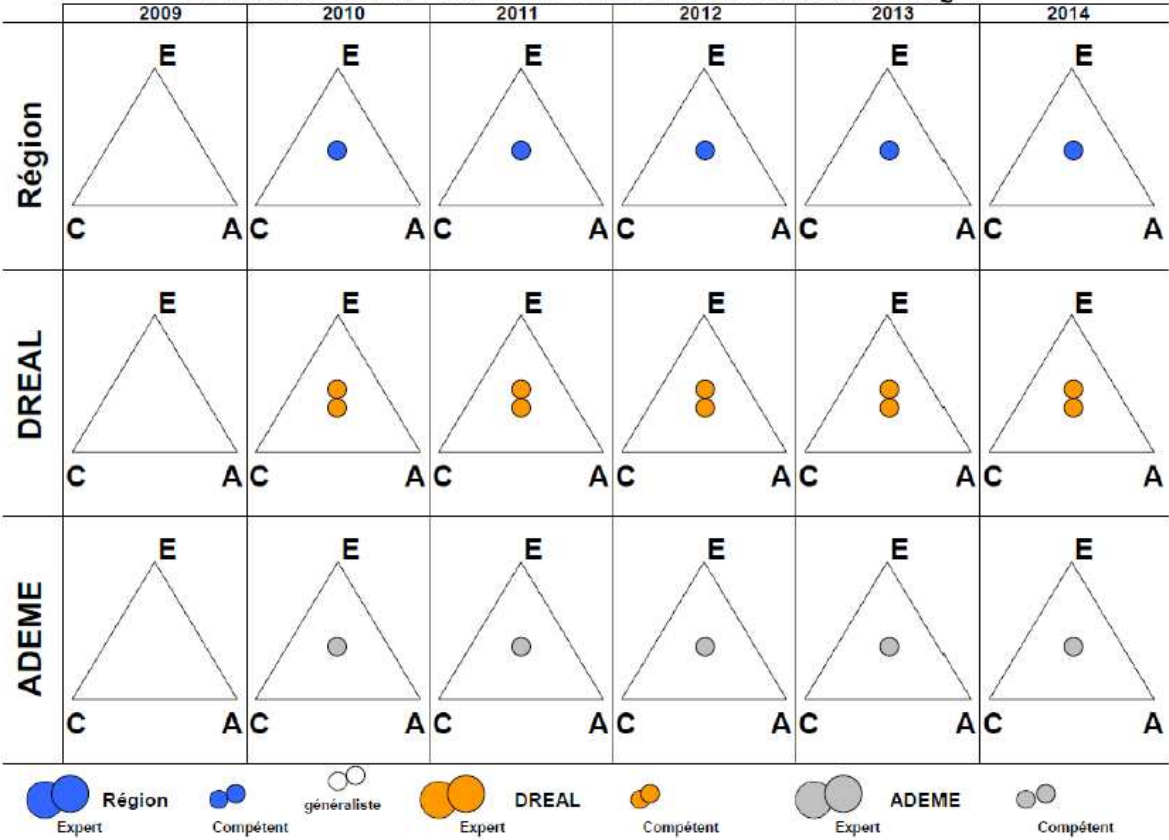 2009 2010 2011 2012 2013 2014
Région
E E E E E E
C A C A C A C A C A C A
DREAL
E E E E E E
C A C A C A C A C A C A
ADEME
E E E E E E
C A C A C A C A C A C A
Région généraliste DREAL ADEME
Expert Compétent Expert Compétent Expert Compétent